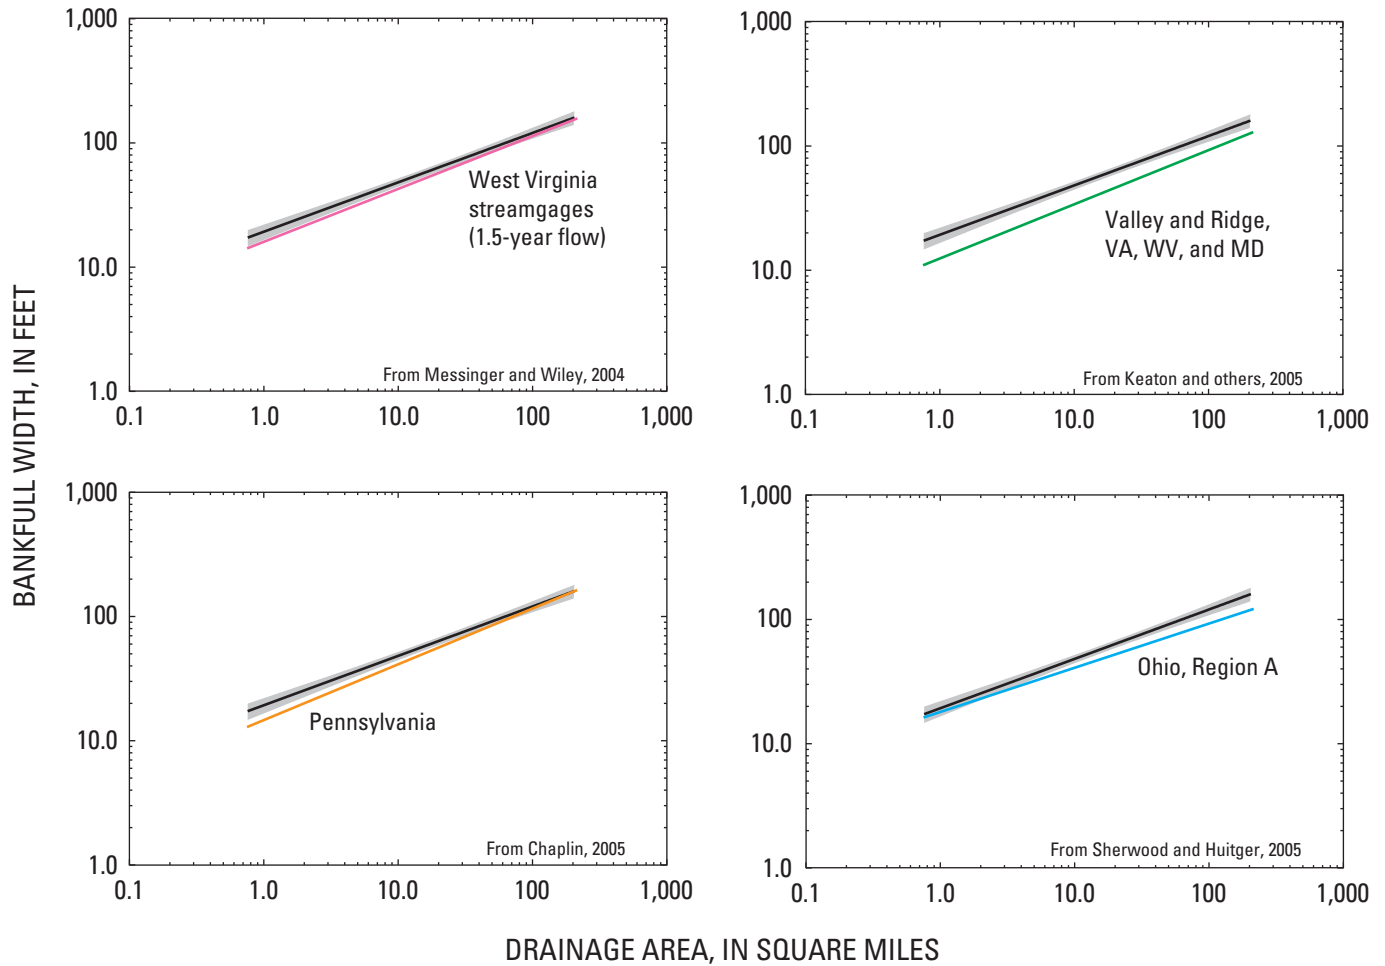 BANKFULL WIDTH, IN FEET
1,000
100
10.0
1.0
0.1
1.0
10.0
100
1,000
West Virginia
streamgages
(1.5-year flow)
From Messinger and Wiley, 2004
1,000
100
10.0
1.0
0.1
1.0
10.0
100
1,000
Valley and Ridge,
VA, WV, and MD
From Keaton and others, 2005
1,000
100
10.0
1.0
0.1
1.0
10.0
100
1,000
Pennsylvania
From Chaplin, 2005
1,000
100
10.0
1.0
0.1
1.0
10.0
100
1,000
Ohio, Region A
From Sherwood and Huitger, 2005
DRAINAGE AREA, IN SQUARE MILES